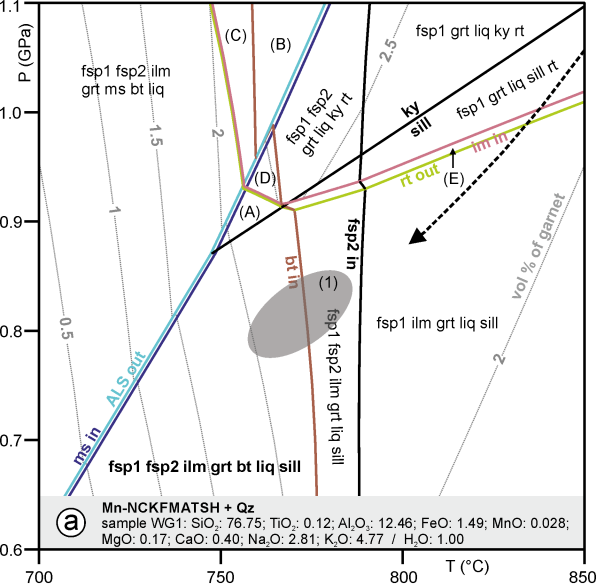 1.1
1.0
0.9
0.8
0.7
0.6
P (GPa)
700
750
800
850
T (°C)
(C)
(B)
fsp1 fsp2 ilm
grt ms bt liq
fsp1 fsp2
grt liq ky rt
2.5
fsp1 grt liq ky rt
fsp1 grt liq sill rt
ky
sill
im in
rt out
(E)
2
1.5
1
0.5
(D)
(A)
fsp2 in
bt in
(1)
fsp1 fsp2 ilm grt liq sill
fsp1 ilm grt liq sill
vol % of garnet
2
ALS out
ms in
fsp1 fsp2 ilm grt bt liq sill
a
Mn-NCKFMATSH + Qz
sample WG1: SiO₂: 76.75; TiO₂: 0.12; Al₂O₃: 12.46; FeO: 1.49; MnO: 0.028;
MgO: 0.17; CaO: 0.40; Na₂O: 2.81; K₂O: 4.77 / H₂O: 1.00